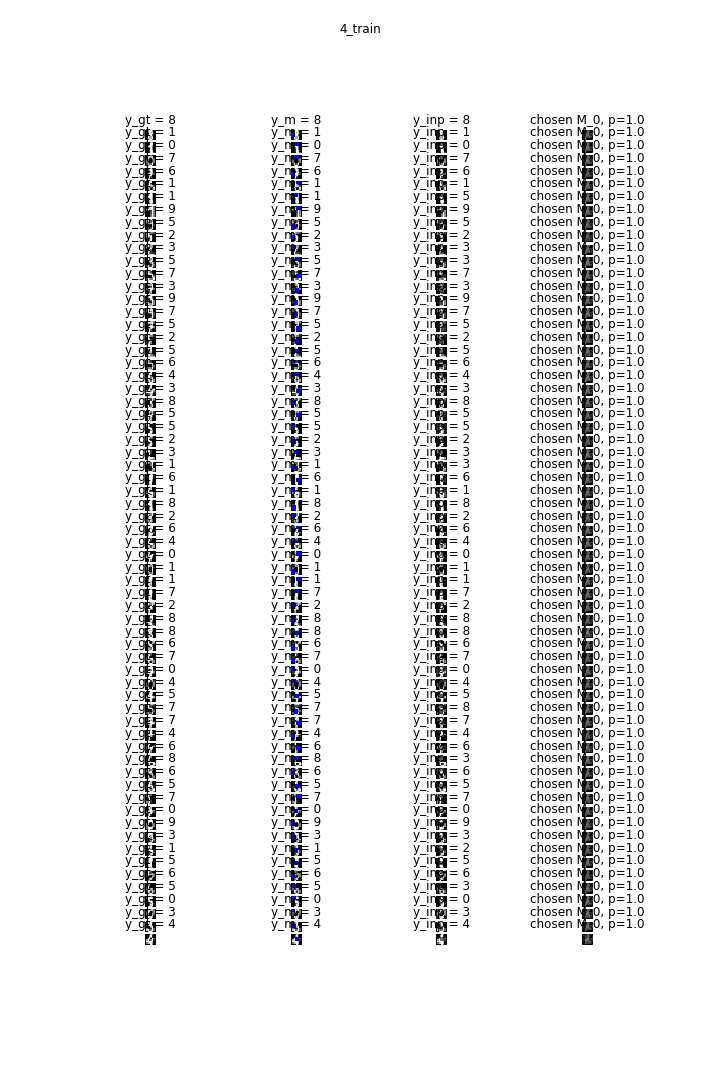 4_train
y_gt = 8 y_m = 8 y_inp = 8 chosen M_0, p=1.0
y_gt = 1 y_m = 1 y_inp = 1 chosen M_0, p=1.0
y_gt = 0 y_m = 0 y_inp = 0 chosen M_0, p=1.0
y_gt = 7 y_m = 7 y_inp = 7 chosen M_0, p=1.0
y_gt = 6 y_m = 6 y_inp = 6 chosen M_0, p=1.0
y_gt = 1 y_m = 1 y_inp = 1 chosen M_0, p=1.0
y_gt = 1 y_m = 1 y_inp = 5 chosen M_0, p=1.0
y_gt = 9 y_m = 9 y_inp = 9 chosen M_0, p=1.0
y_gt = 5 y_m = 5 y_inp = 5 chosen M_0, p=1.0
y_gt = 2 y_m = 2 y_inp = 2 chosen M_0, p=1.0
y_gt = 3 y_m = 3 y_inp = 3 chosen M_0, p=1.0
y_gt = 5 y_m = 5 y_inp = 3 chosen M_0, p=1.0
y_gt = 7 y_m = 7 y_inp = 7 chosen M_0, p=1.0
y_gt = 3 y_m = 3 y_inp = 3 chosen M_0, p=1.0
y_gt = 9 y_m = 9 y_inp = 9 chosen M_0, p=1.0
y_gt = 7 y_m = 7 y_inp = 7 chosen M_0, p=1.0
y_gt = 5 y_m = 5 y_inp = 5 chosen M_0, p=1.0
y_gt = 2 y_m = 2 y_inp = 2 chosen M_0, p=1.0
y_gt = 5 y_m = 5 y_inp = 5 chosen M_0, p=1.0
y_gt = 6 y_m = 6 y_inp = 6 chosen M_0, p=1.0
y_gt = 4 y_m = 4 y_inp = 4 chosen M_0, p=1.0
y_gt = 3 y_m = 3 y_inp = 3 chosen M_0, p=1.0
y_gt = 8 y_m = 8 y_inp = 8 chosen M_0, p=1.0
y_gt = 5 y_m = 5 y_inp = 5 chosen M_0, p=1.0
y_gt = 5 y_m = 5 y_inp = 5 chosen M_0, p=1.0
y_gt = 2 y_m = 2 y_inp = 2 chosen M_0, p=1.0
y_gt = 3 y_m = 3 y_inp = 3 chosen M_0, p=1.0
y_gt = 1 y_m = 1 y_inp = 3 chosen M_0, p=1.0
y_gt = 6 y_m = 6 y_inp = 6 chosen M_0, p=1.0
y_gt = 1 y_m = 1 y_inp = 1 chosen M_0, p=1.0
y_gt = 8 y_m = 8 y_inp = 8 chosen M_0, p=1.0
y_gt = 2 y_m = 2 y_inp = 2 chosen M_0, p=1.0
y_gt = 6 y_m = 6 y_inp = 6 chosen M_0, p=1.0
y_gt = 4 y_m = 4 y_inp = 4 chosen M_0, p=1.0
y_gt = 0 y_m = 0 y_inp = 0 chosen M_0, p=1.0
y_gt = 1 y_m = 1 y_inp = 1 chosen M_0, p=1.0
y_gt = 1 y_m = 1 y_inp = 1 chosen M_0, p=1.0
y_gt = 7 y_m = 7 y_inp = 7 chosen M_0, p=1.0
y_gt = 2 y_m = 2 y_inp = 2 chosen M_0, p=1.0
y_gt = 8 y_m = 8 y_inp = 8 chosen M_0, p=1.0
y_gt = 8 y_m = 8 y_inp = 8 chosen M_0, p=1.0
y_gt = 6 y_m = 6 y_inp = 6 chosen M_0, p=1.0
y_gt = 7 y_m = 7 y_inp = 7 chosen M_0, p=1.0
y_gt = 0 y_m = 0 y_inp = 0 chosen M_0, p=1.0
y_gt = 4 y_m = 4 y_inp = 4 chosen M_0, p=1.0
y_gt = 5 y_m = 5 y_inp = 5 chosen M_0, p=1.0
y_gt = 7 y_m = 7 y_inp = 8 chosen M_0, p=1.0
y_gt = 7 y_m = 7 y_inp = 7 chosen M_0, p=1.0
y_gt = 4 y_m = 4 y_inp = 4 chosen M_0, p=1.0
y_gt = 6 y_m = 6 y_inp = 6 chosen M_0, p=1.0
y_gt = 8 y_m = 8 y_inp = 3 chosen M_0, p=1.0
y_gt = 6 y_m = 6 y_inp = 6 chosen M_0, p=1.0
y_gt = 5 y_m = 5 y_inp = 5 chosen M_0, p=1.0
y_gt = 7 y_m = 7 y_inp = 7 chosen M_0, p=1.0
y_gt = 0 y_m = 0 y_inp = 0 chosen M_0, p=1.0
y_gt = 9 y_m = 9 y_inp = 9 chosen M_0, p=1.0
y_gt = 3 y_m = 3 y_inp = 3 chosen M_0, p=1.0
y_gt = 1 y_m = 1 y_inp = 2 chosen M_0, p=1.0
y_gt = 5 y_m = 5 y_inp = 5 chosen M_0, p=1.0
y_gt = 6 y_m = 6 y_inp = 6 chosen M_0, p=1.0
y_gt = 5 y_m = 5 y_inp = 3 chosen M_0, p=1.0
y_gt = 0 y_m = 0 y_inp = 0 chosen M_0, p=1.0
y_gt = 3 y_m = 3 y_inp = 3 chosen M_0, p=1.0
y_gt = 4 y_m = 4 y_inp = 4 chosen M_0, p=1.0